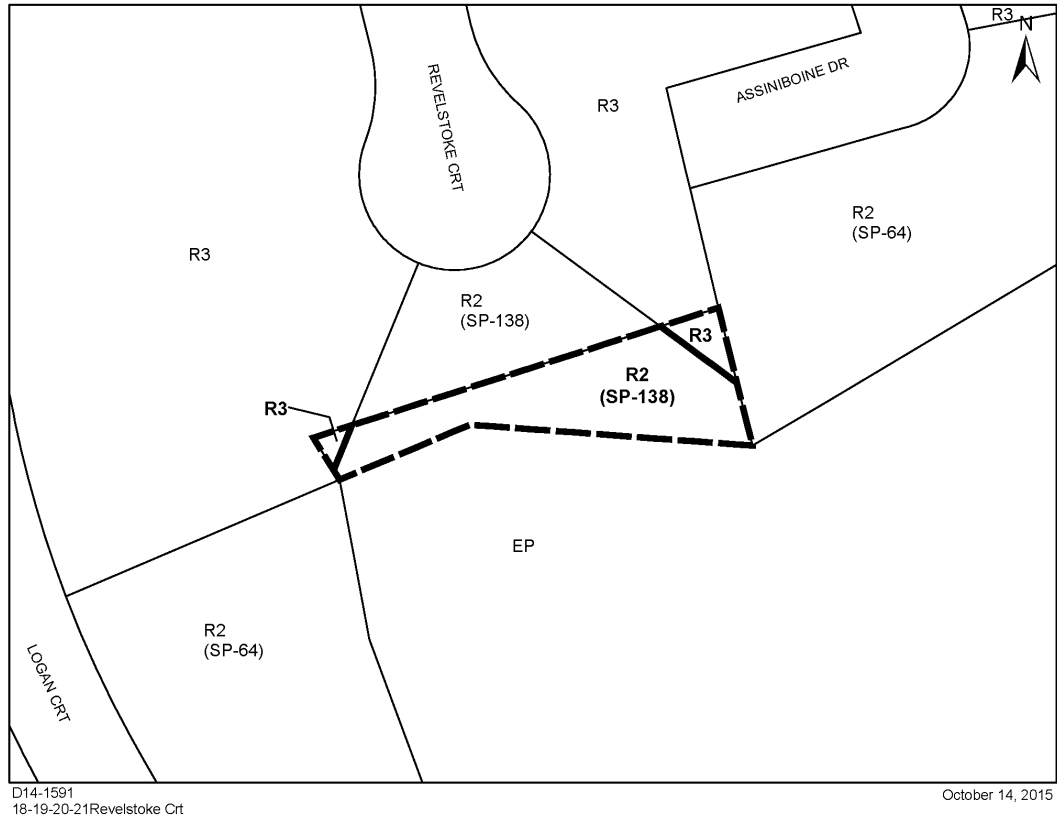 R3
N
REVELSTOKE CRT
ASSINIBOINE DR
R3
R2
(SP-64)
R3
R2
(SP-138)
R3
R2
(SP-138)
R3
EP
R2
(SP-64)
LOGAN CRT
D14-1591
18-19-20-21Revelstoke Crt
October 14, 2015